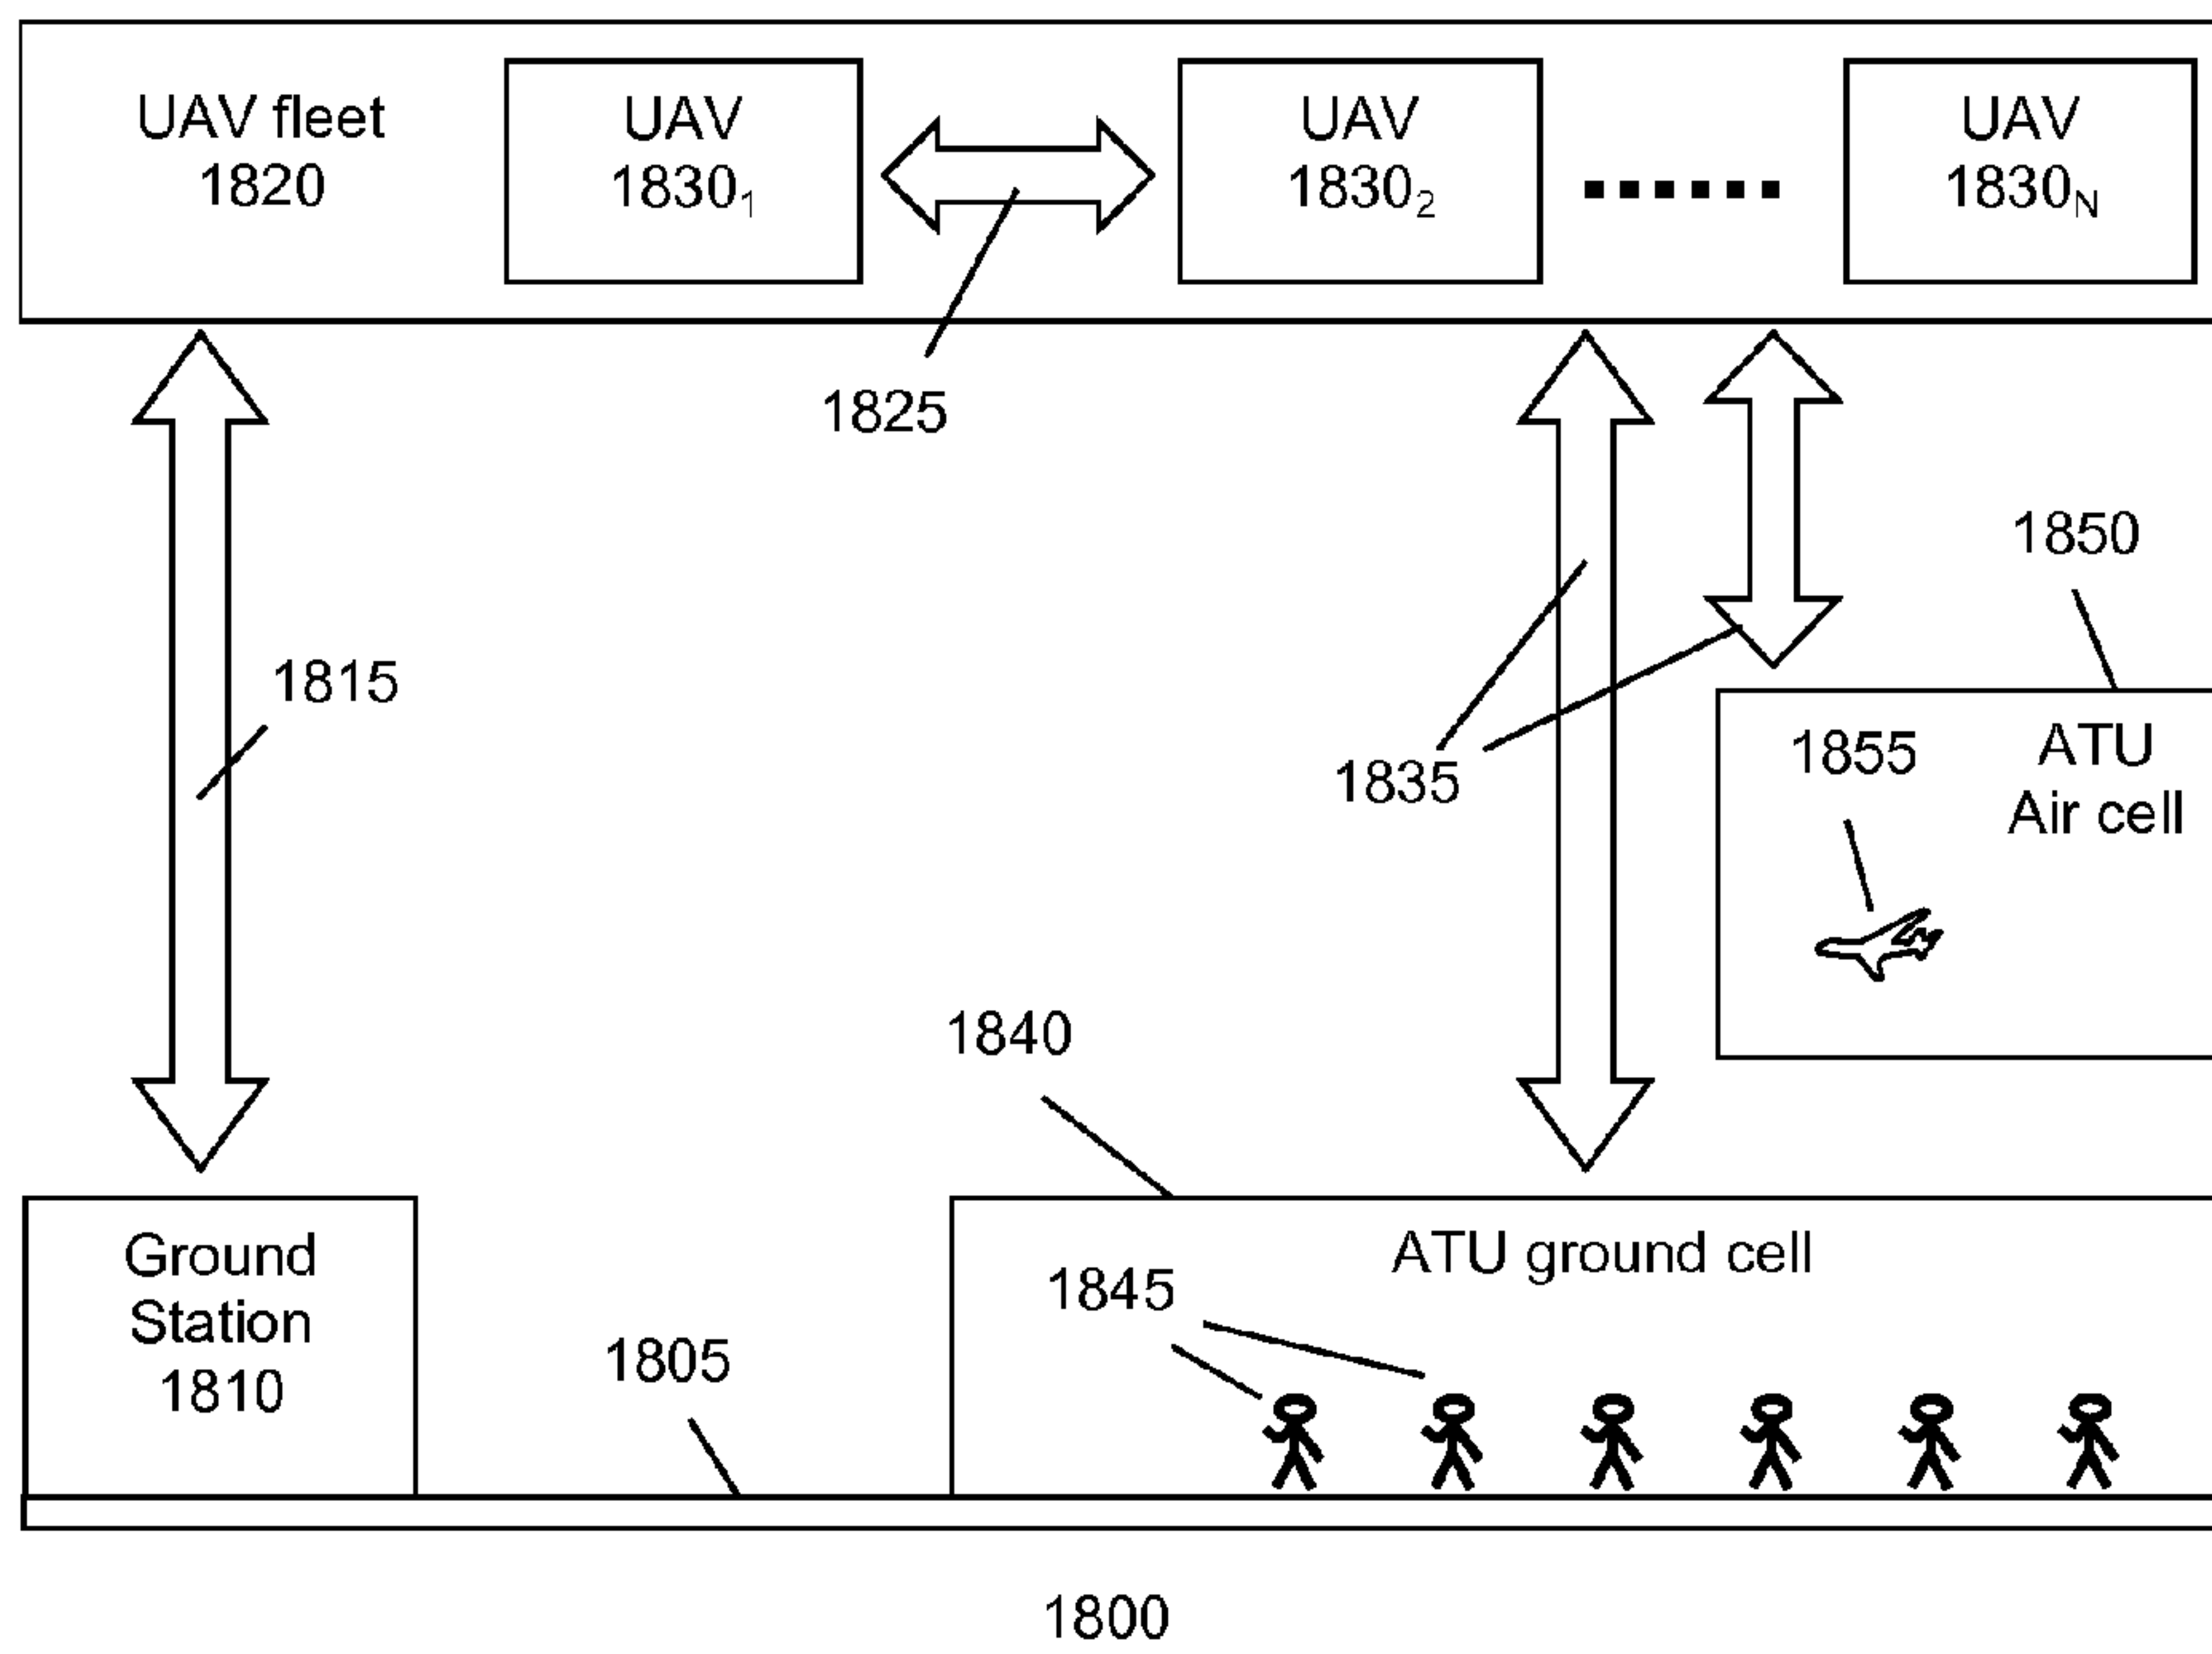 UAV fleet
1820
UAV
1830₁
UAV
1830₂
UAV
1830N
1825
1815
1835
1850
1855
ATU
Air cell
1840
Ground
Station
1810
1805
ATU ground cell
1845
1800